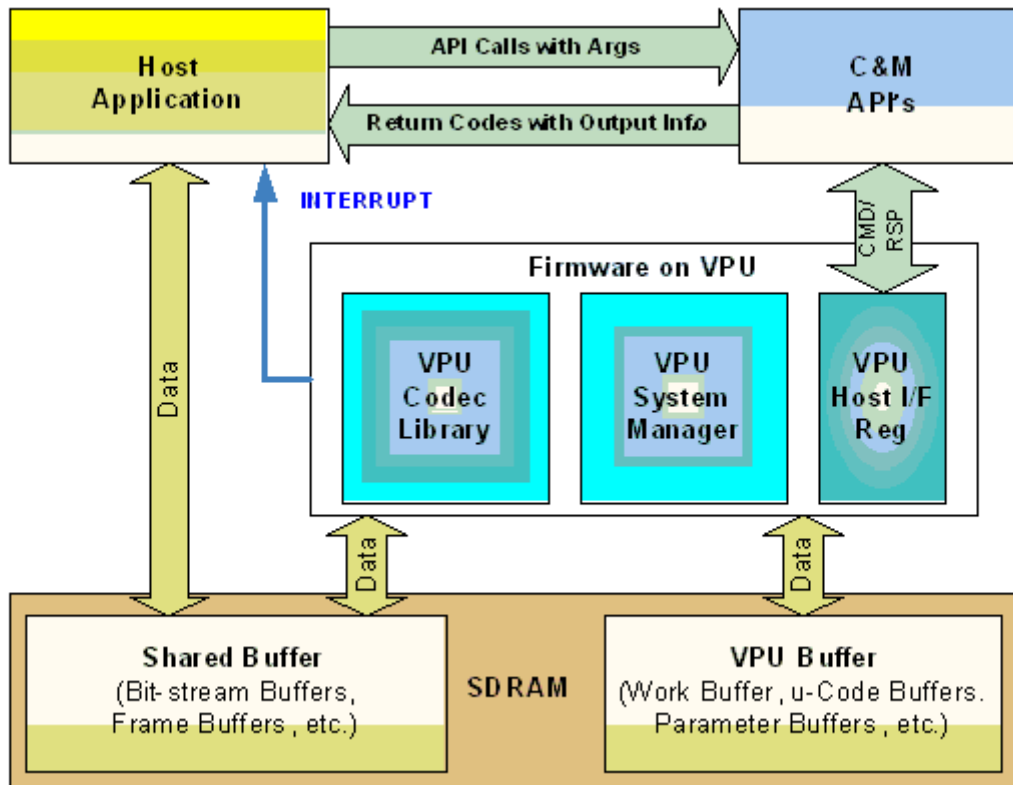 Host
Application
API Calls with Args
Return Codes with Output Info.
C&M
API's
INTERRUPT
CMD/
RSP
Data
Firmware on VPU
VPU
Codec
Library
VPU
System
Manager
VPU
Host I/F
Reg
Data
Data
Shared Buffer
(Bit-stream Buffers,
Frame Buffers, etc.)
SDRAM
VPU Buffer
(Work Buffer, u-Code Buffers.
Parameter Buffers, etc.)